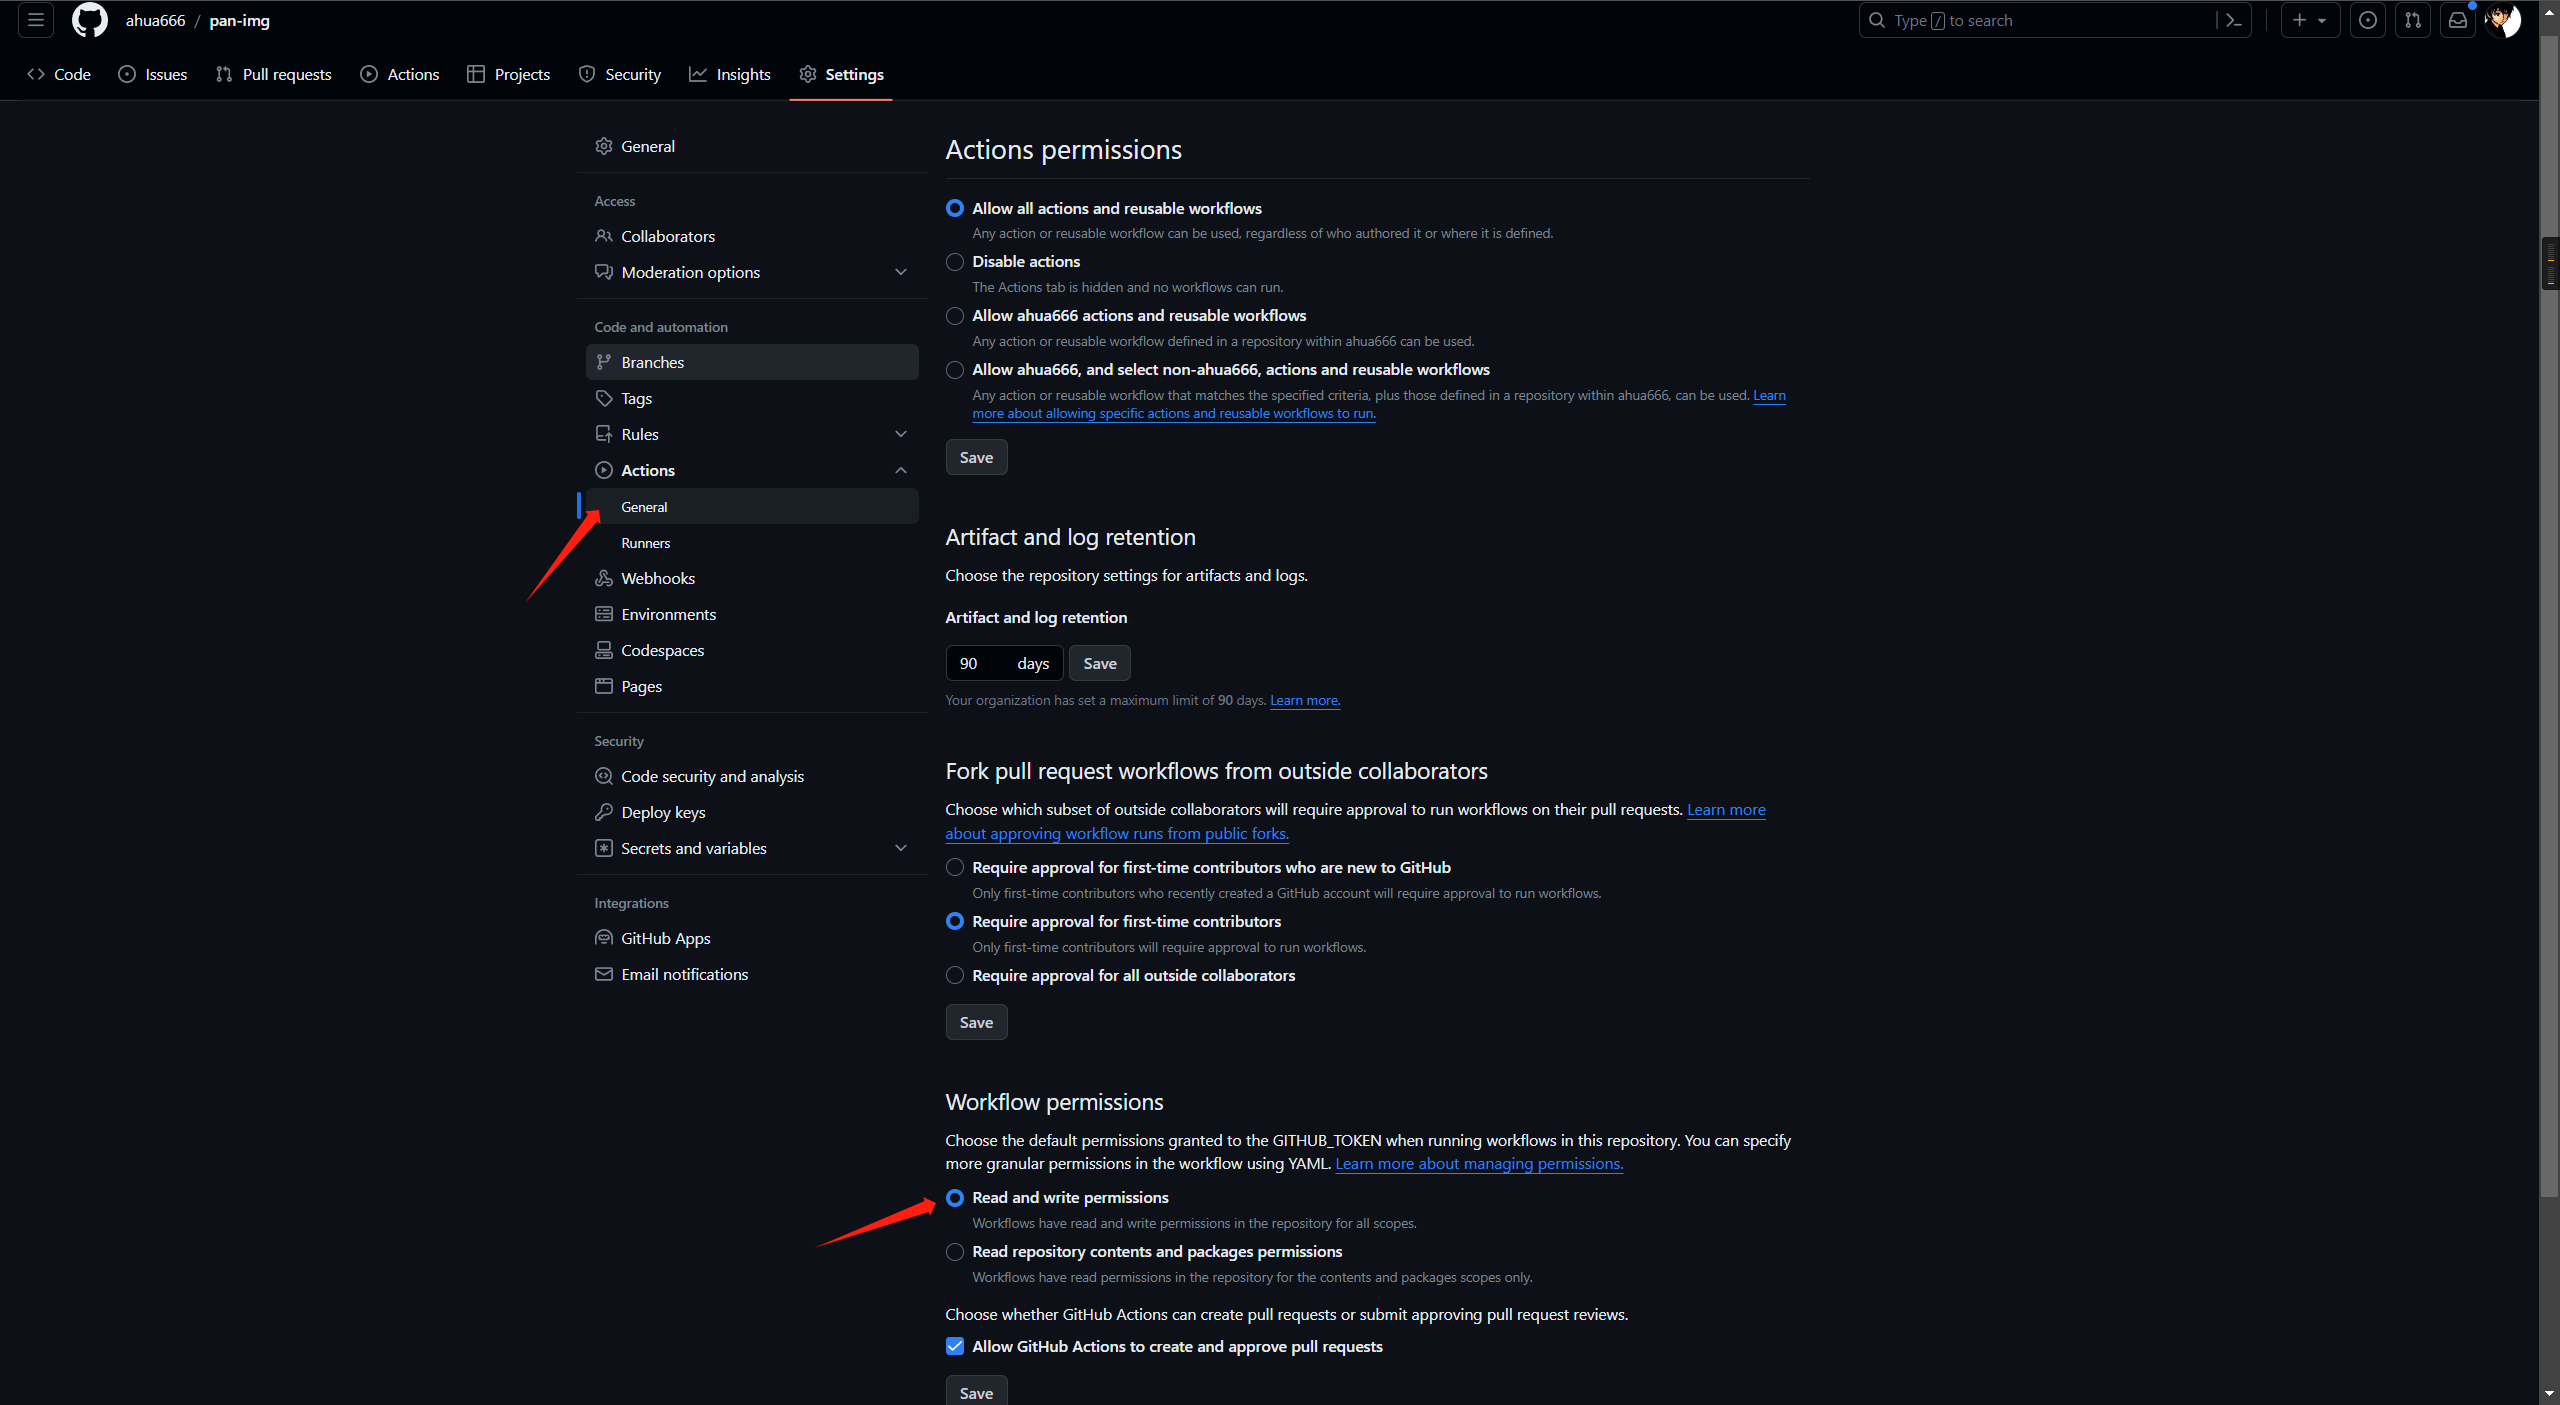 ahua666 / pan-img
Type / to search
Code
Issues
Pull requests
Actions
Projects
Security
Insights
Settings
General
Access
Collaborators
Moderation options
Code and automation
Branches
Tags
Rules
Actions
General
Runners
Webhooks
Environments
Codespaces
Pages
Security
Code security and analysis
Deploy keys
Secrets and variables
Integrations
GitHub Apps
Email notifications
Actions permissions
Allow all actions and reusable workflows
Any action or reusable workflow can be used, regardless of who authored it or where it is defined.
Disable actions
The Actions tab is hidden and no workflows can run.
Allow ahua666 actions and reusable workflows
Any action or reusable workflow defined in a repository within ahua666 can be used.
Allow ahua666, and select non-ahua666, actions and reusable workflows
Any action or reusable workflow that matches the specified criteria, plus those defined in a repository within ahua666, can be used. Learn
more about allowing specific actions and reusable workflows to run.
Save
Artifact and log retention
Choose the repository settings for artifacts and logs.
Artifact and log retention
90 days Save
Your organization has set a maximum limit of 90 days. Learn more.
Fork pull request workflows from outside collaborators
Choose which subset of outside collaborators will require approval to run workflows on their pull requests. Learn more
about approving workflow runs from public forks.
Require approval for first-time contributors who are new to GitHub
Only first-time contributors who recently created a GitHub account will require approval to run workflows.
Require approval for first-time contributors
Only first-time contributors will require approval to run workflows.
Require approval for all outside collaborators
Save
Workflow permissions
Choose the default permissions granted to the GITHUB_TOKEN when running workflows in this repository. You can specify
more granular permissions in the workflow using YAML. Learn more about managing permissions.
Read and write permissions
Workflows have read and write permissions in the repository for all scopes.
Read repository contents and packages permissions
Workflows have read permissions in the repository for the contents and packages scopes only.
Choose whether GitHub Actions can create pull requests or submit approving pull request reviews.
Allow GitHub Actions to create and approve pull requests
Save